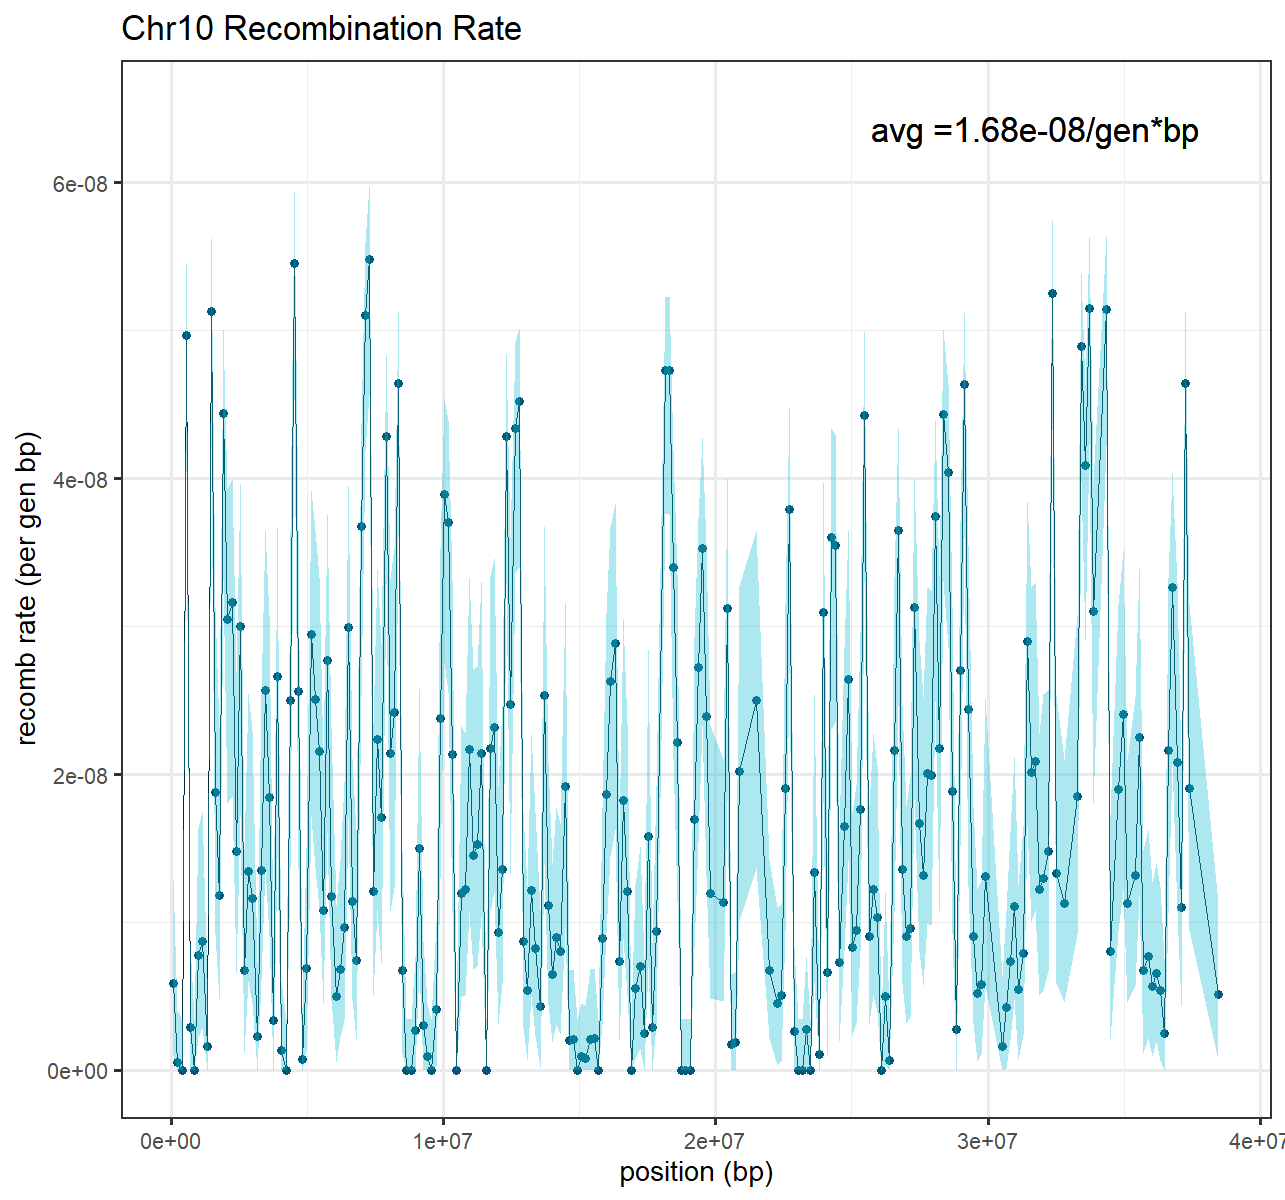 Chr10 Recombination Rate
avg =1.68e-08/gen*bp
recomb rate (per gen bp)
6e-08
4e-08
2e-08
0e+00
0e+00 1e+07 2e+07 3e+07 4e+07
position (bp)